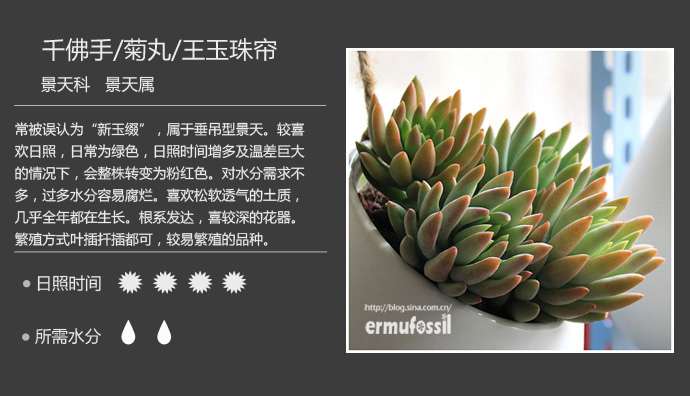 千佛手/菊丸/王玉珠帘
景天科 景天属
常被误认为“新玉缀”，属于垂吊型景天。较喜
欢日照，日常为绿色，日照时间增多及温差巨大
的情况下，会整株转变为粉红色。对水分需求不
多，过多水分容易腐烂。喜欢松软透气的土质，
几乎全年都在生长。根系发达，喜较深的花器。
繁殖方式叶插扦插都可，较易繁殖的品种。
日照时间
所需水分
http://blog.sina.com.cn/
ermufossil